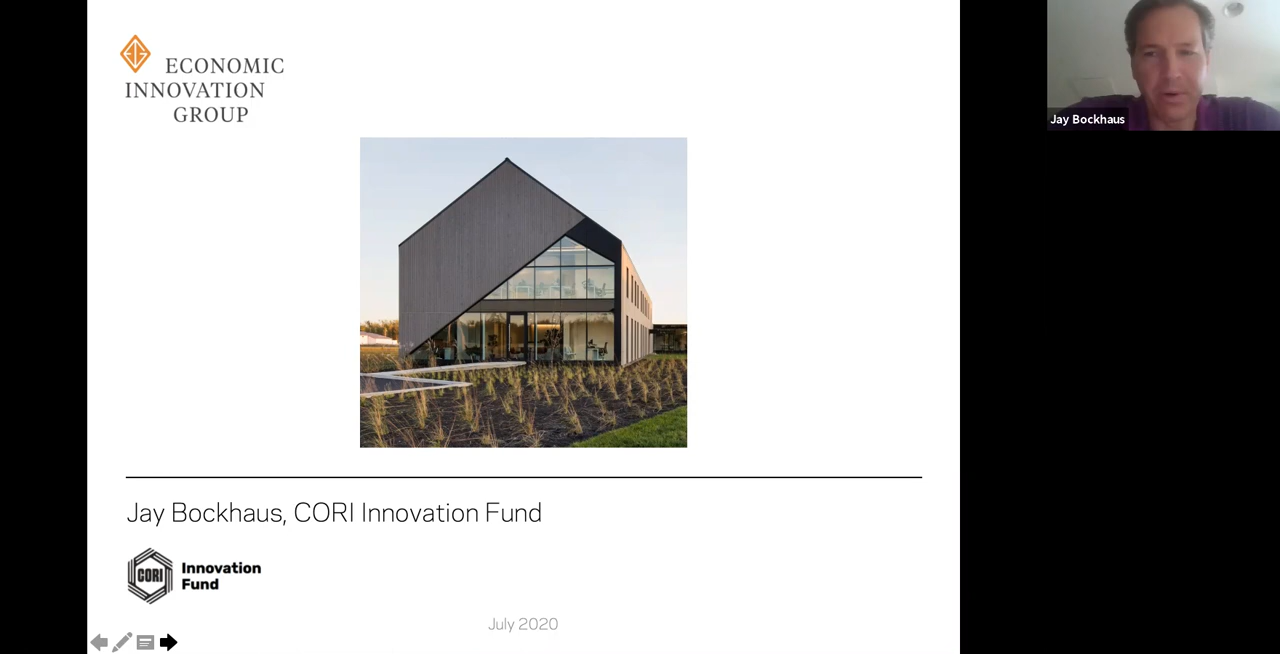 ECONOMIC
INNOVATION
GROUP
Jay Bockhaus
Jay Bockhaus, CORI Innovation Fund
CORI
Innovation
Fund
July 2020